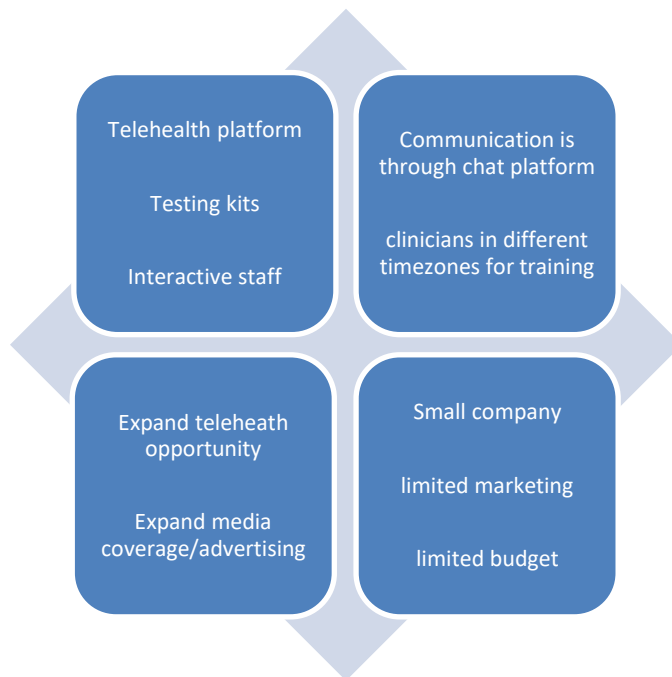 Telehealth platform
Testing kits
Interactive staff
Communication is
through chat platform
clinicians in different
timezones for training
Expand teleheath
opportunity
Expand media
coverage/advertising
Small company
limited marketing
limited budget